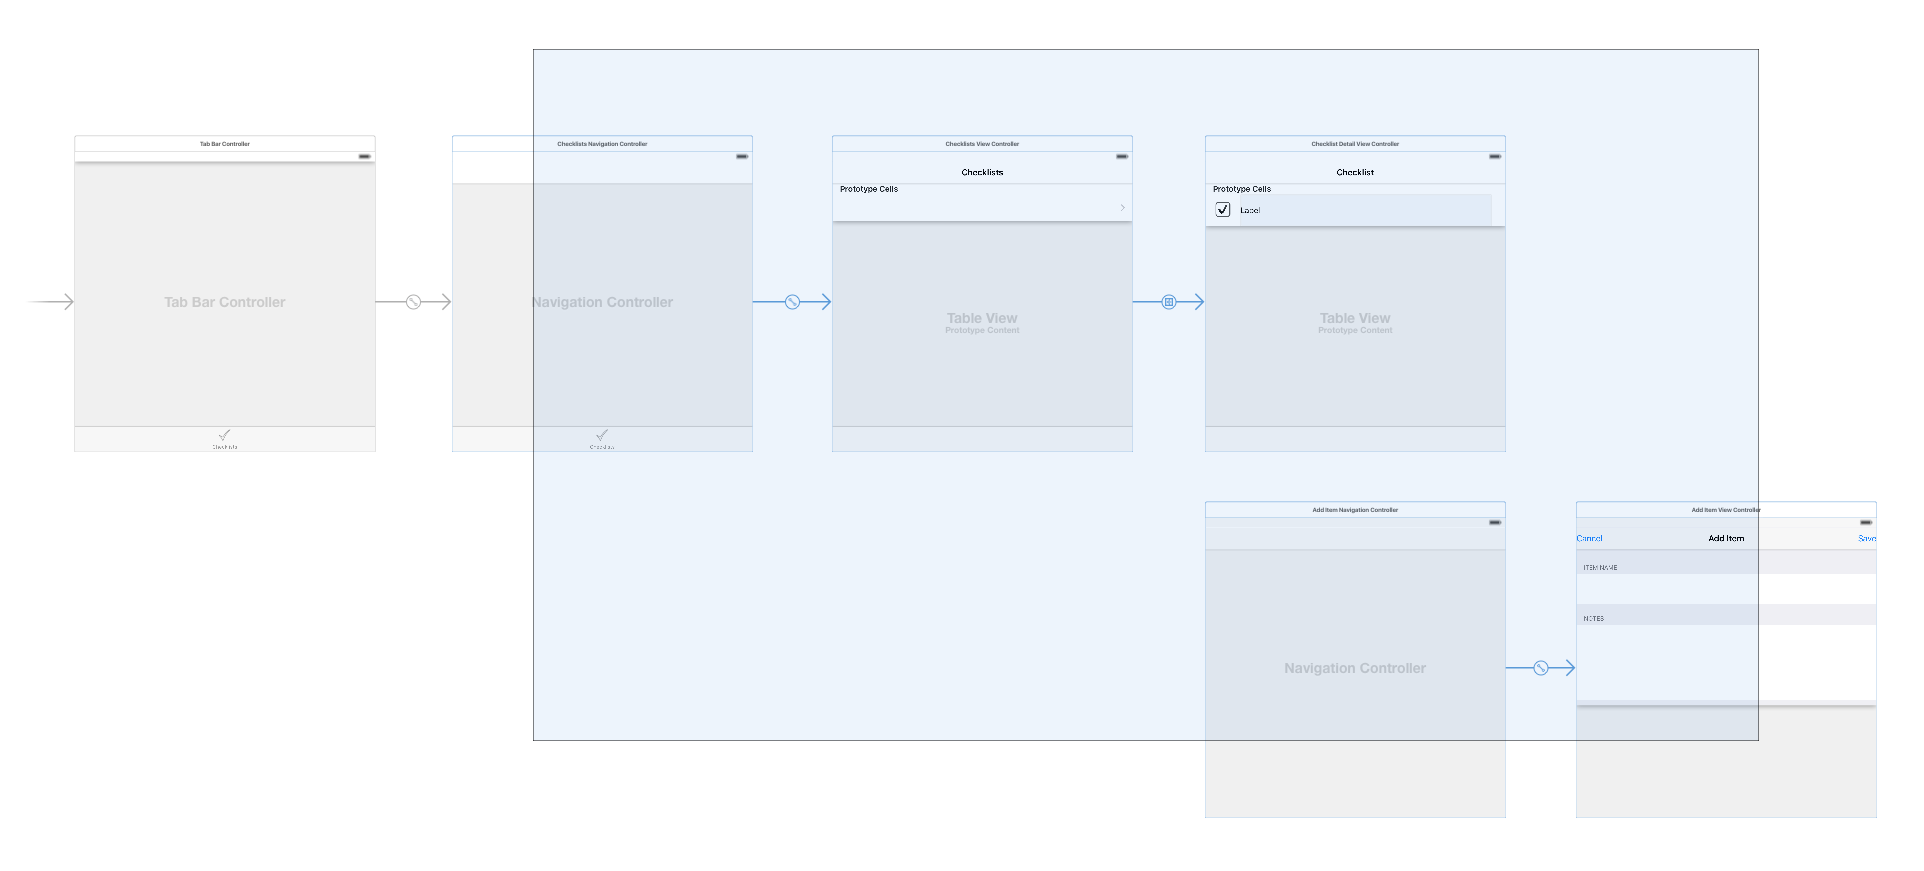 Tab Bar Controller
Checklists Navigation Controller
Checklists View Controller
Checklist Detail View Controller
Checklists
Checklist
Prototype Cells
Prototype Cells
Label
Tab Bar Controller
Navigation Controller
Table View
Prototype Content
Table View
Prototype Content
Checklists
Checklists
Add Item Navigation Controller
Add Item View Controller
Cancel
Add Item
Save
ITEM NAME
NOTES
Navigation Controller